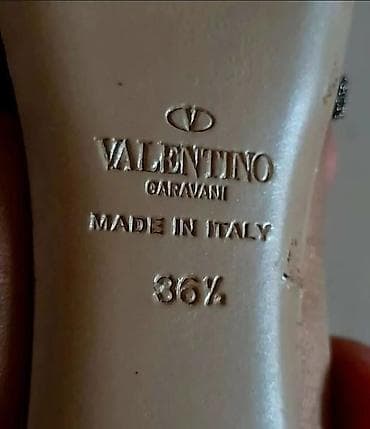 V
VALENTINO
GARAVANI
MADE IN ITALY
36½